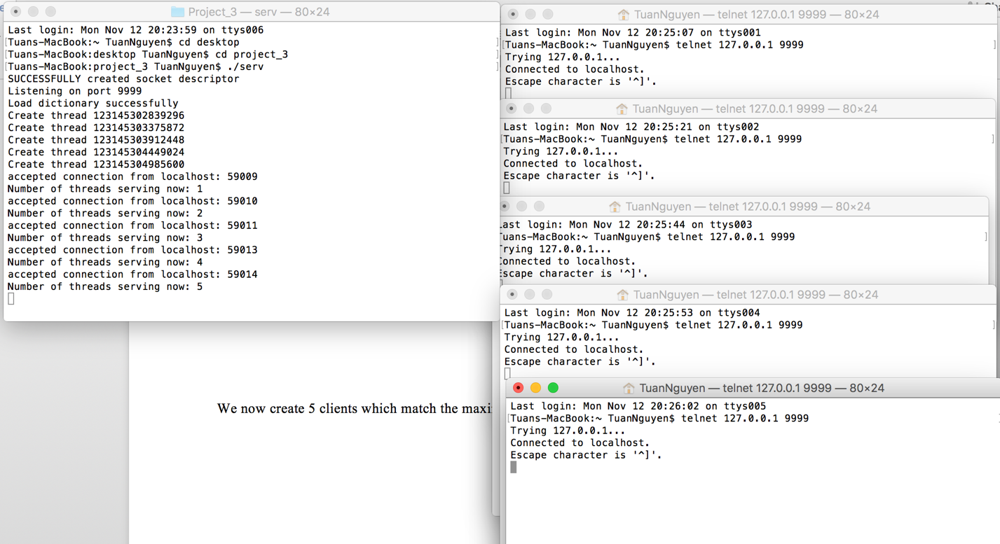 Project_3 — serv — 80×24
Last login: Mon Nov 12 20:23:59 on ttys006
[Tuans-MacBook:~ TuanNguyen$ cd desktop ]
[Tuans-MacBook:desktop TuanNguyen$ cd project_3 ]
[Tuans-MacBook:project_3 TuanNguyen$ ./serv ]
SUCCESSFULLY created socket descriptor
Listening on port 9999
Load dictionary successfully
Create thread 123145302839296
Create thread 123145303375872
Create thread 123145303912448
Create thread 123145304449024
Create thread 123145304985600
accepted connection from localhost: 59009
Number of threads serving now: 1
accepted connection from localhost: 59010
Number of threads serving now: 2
accepted connection from localhost: 59011
Number of threads serving now: 3
accepted connection from localhost: 59013
Number of threads serving now: 4
accepted connection from localhost: 59014
Number of threads serving now: 5
We now create 5 clients which match the
TuanNguyen — telnet 127.0.0.1 9999 — 80×24
Last login: Mon Nov 12 20:25:07 on ttys001
[Tuans-MacBook:~ TuanNguyen$ telnet 127.0.0.1 9999 ]
Trying 127.0.0.1...
Connected to localhost.
Escape character is '^]'.
TuanNguyen — telnet 127.0.0.1 9999 — 80×24
Last login: Mon Nov 12 20:25:21 on ttys002
[Tuans-MacBook:~ TuanNguyen$ telnet 127.0.0.1 9999 ]
Trying 127.0.0.1...
Connected to localhost.
Escape character is '^]'.
TuanNguyen — telnet 127.0.0.1 9999 — 80×24
Last login: Mon Nov 12 20:25:44 on ttys003
Tuans-MacBook:~ TuanNguyen$ telnet 127.0.0.1 9999 ]
Trying 127.0.0.1...
Connected to localhost.
Escape character is '^]'.
TuanNguyen — telnet 127.0.0.1 9999 — 80×24
Last login: Mon Nov 12 20:25:53 on ttys004
[Tuans-MacBook:~ TuanNguyen$ telnet 127.0.0.1 9999 ]
Trying 127.0.0.1...
Connected to localhost.
Escape character is '^]'.
TuanNguyen — telnet 127.0.0.1 9999 — 80×24
Last login: Mon Nov 12 20:26:02 on ttys005
[Tuans-MacBook:~ TuanNguyen$ telnet 127.0.0.1 9999
Trying 127.0.0.1...
Connected to localhost.
Escape character is '^]'.